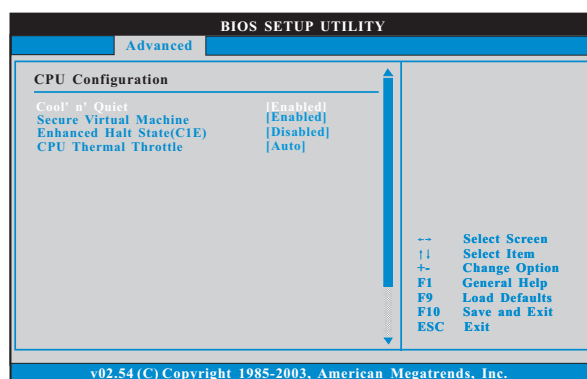 BIOS SETUP UTILITY
Advanced
CPU Configuration
Cool' n' Quiet [Enabled]
Secure Virtual Machine [Enabled]
Enhanced Halt State(C1E) [Disabled]
CPU Thermal Throttle [Auto]
←→ Select Screen
↑↓ Select Item
+- Change Option
F1 General Help
F9 Load Defaults
F10 Save and Exit
ESC Exit
v02.54 (C) Copyright 1985-2003, American Megatrends, Inc.